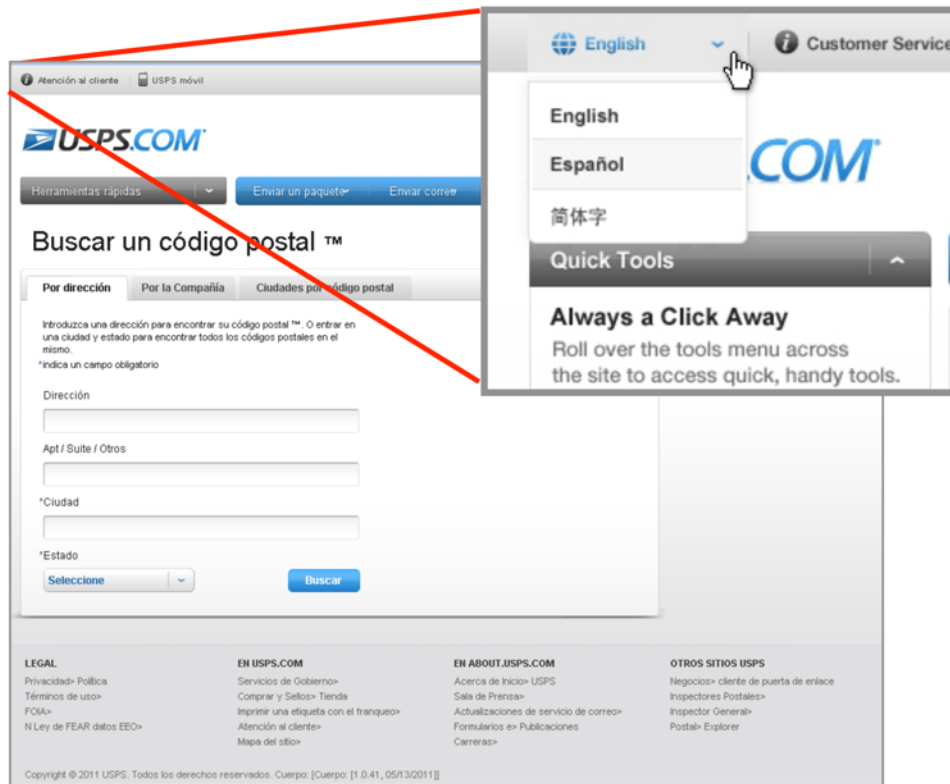 Atención al cliente USPS móvil
USPS.COM
Herramientas rápidas Enviar un paquete Enviar correo
Buscar un código postal ™
Por dirección Por la Compañía Ciudades por código postal
Introduzca una dirección para encontrar su código postal ™. O entrar en
una ciudad y estado para encontrar todos los códigos postales en el
mismo.
*indica un campo obligatorio
Dirección
Apt / Suite / Otros
*Ciudad
*Estado
Seleccione Buscar
English Customer Service
English
Español
简体字
COM
Quick Tools
Always a Click Away
Roll over the tools menu across
the site to access quick, handy tools.
LEGAL
Privacidad> Política
Términos de uso>
FOIA>
N Ley de FEAR datos EEO>
EN USPS.COM
Servicios de Gobierno>
Comprar y Sellos> Tienda
Imprimir una etiqueta con el franqueo>
Atención al cliente>
Mapa del sitio>
EN ABOUT.USPS.COM
Acerca de Inicio> USPS
Sala de Prensa>
Actualizaciones de servicio de correo>
Formularios e> Publicaciones
Carreras>
OTROS SITIOS USPS
Negocios> cliente de puerta de enlace
Inspectores Postales>
Inspector General>
Postal> Explorer
Copyright © 2011 USPS. Todos los derechos reservados. Cuerpo: [Cuerpo: [1.0.41, 05/13/2011]]